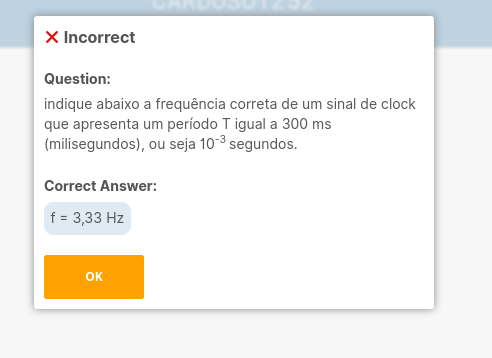 CARDOSO1252
❌ Incorrect
Question:
indique abaixo a frequência correta de um sinal de clock
que apresenta um período T igual a 300 ms
(milisegundos), ou seja 10⁻³ segundos.
Correct Answer:
f = 3,33 Hz
OK